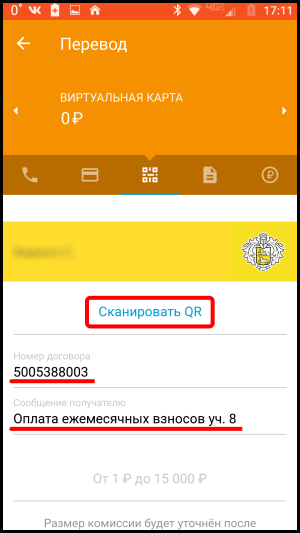 0° 4G 17:11
Перевод
ВИРТУАЛЬНАЯ КАРТА
0 ₽
Сканировать QR
Номер договора
5005388003
Сообщение получателю
Оплата ежемесячных взносов уч. 8
От 1 ₽ до 15 000 ₽
Размер комиссии будет уточнён после